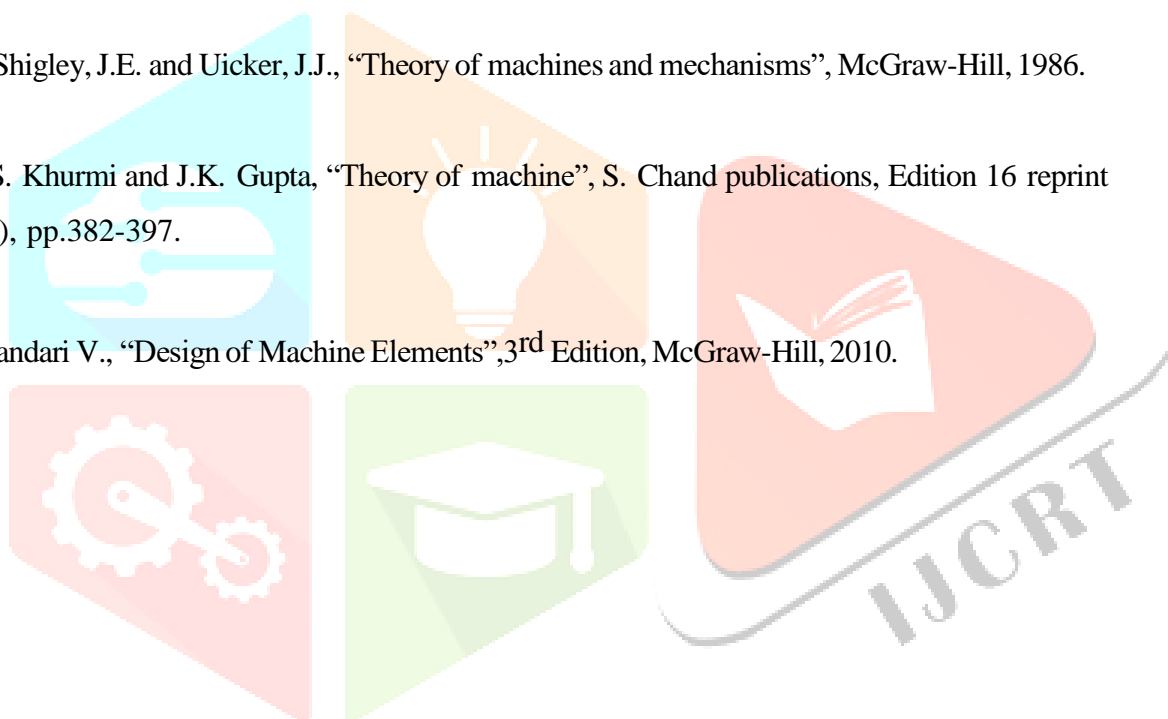 Shigley, J.E. and Uicker, J.J., “Theory of machines and mechanisms”, McGraw-Hill, 1986.
S. Khurmi and J.K. Gupta, “Theory of machine”, S. Chand publications, Edition 16 reprint
), pp.382-397.
andari V., “Design of Machine Elements”,3rd Edition, McGraw-Hill, 2010.
IJCRT